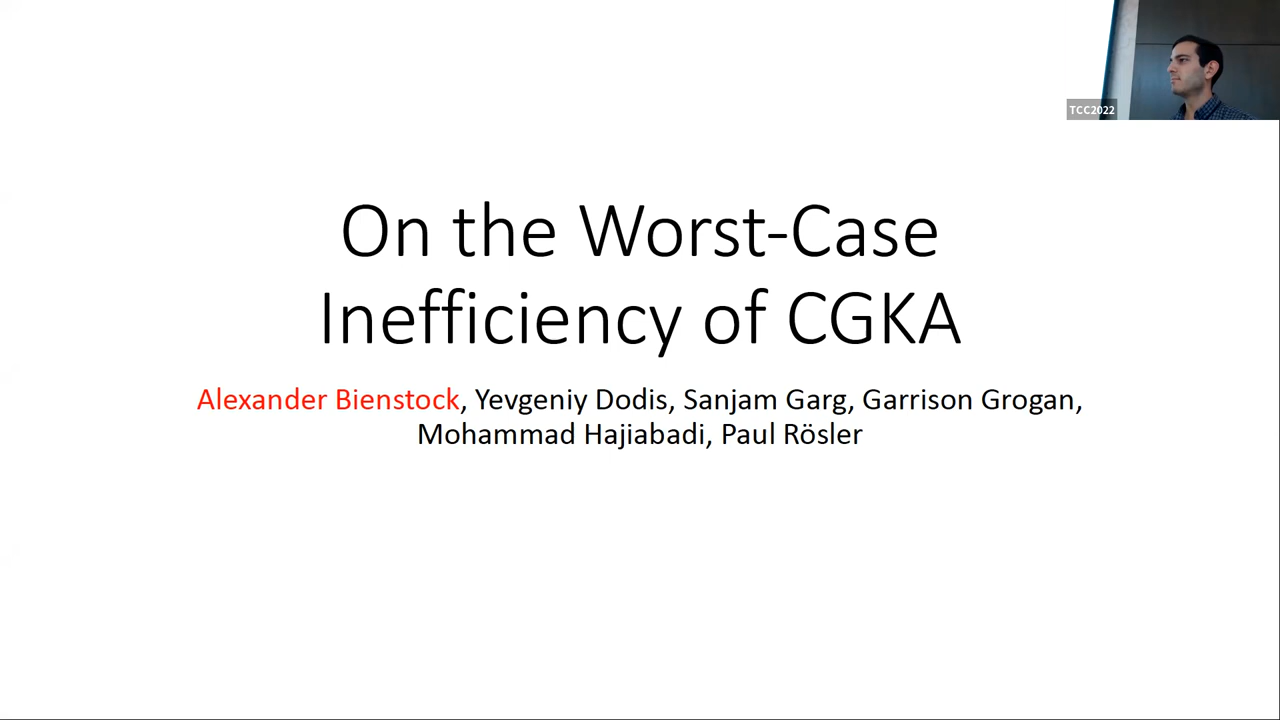 TCC2022
On the Worst-Case
Inefficiency of CGKA
Alexander Bienstock, Yevgeniy Dodis, Sanjam Garg, Garrison Grogan,
Mohammad Hajiabadi, Paul Rösler